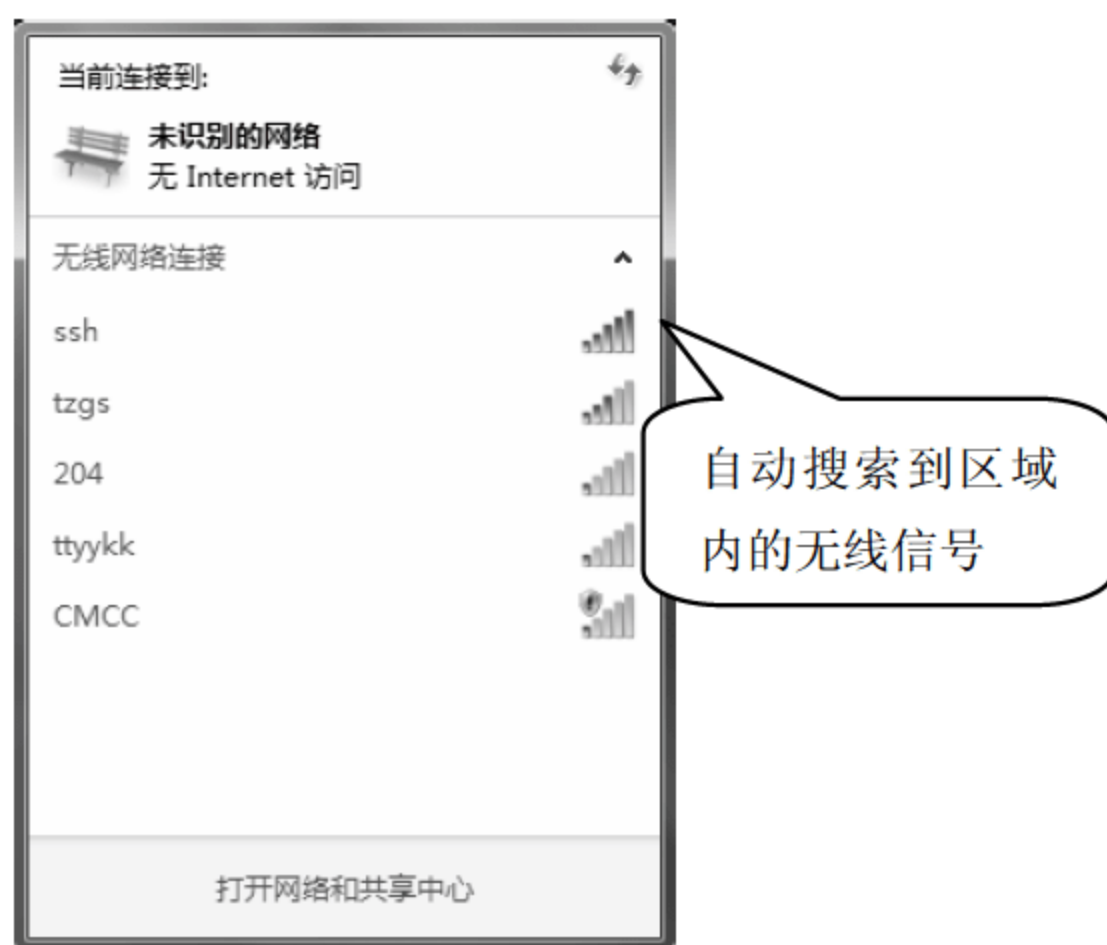 当前连接到:
未识别的网络
无 Internet 访问
无线网络连接
ssh
tzgs
204
ttyykk
CMCC
自动搜索到区域
内的无线信号
打开网络和共享中心